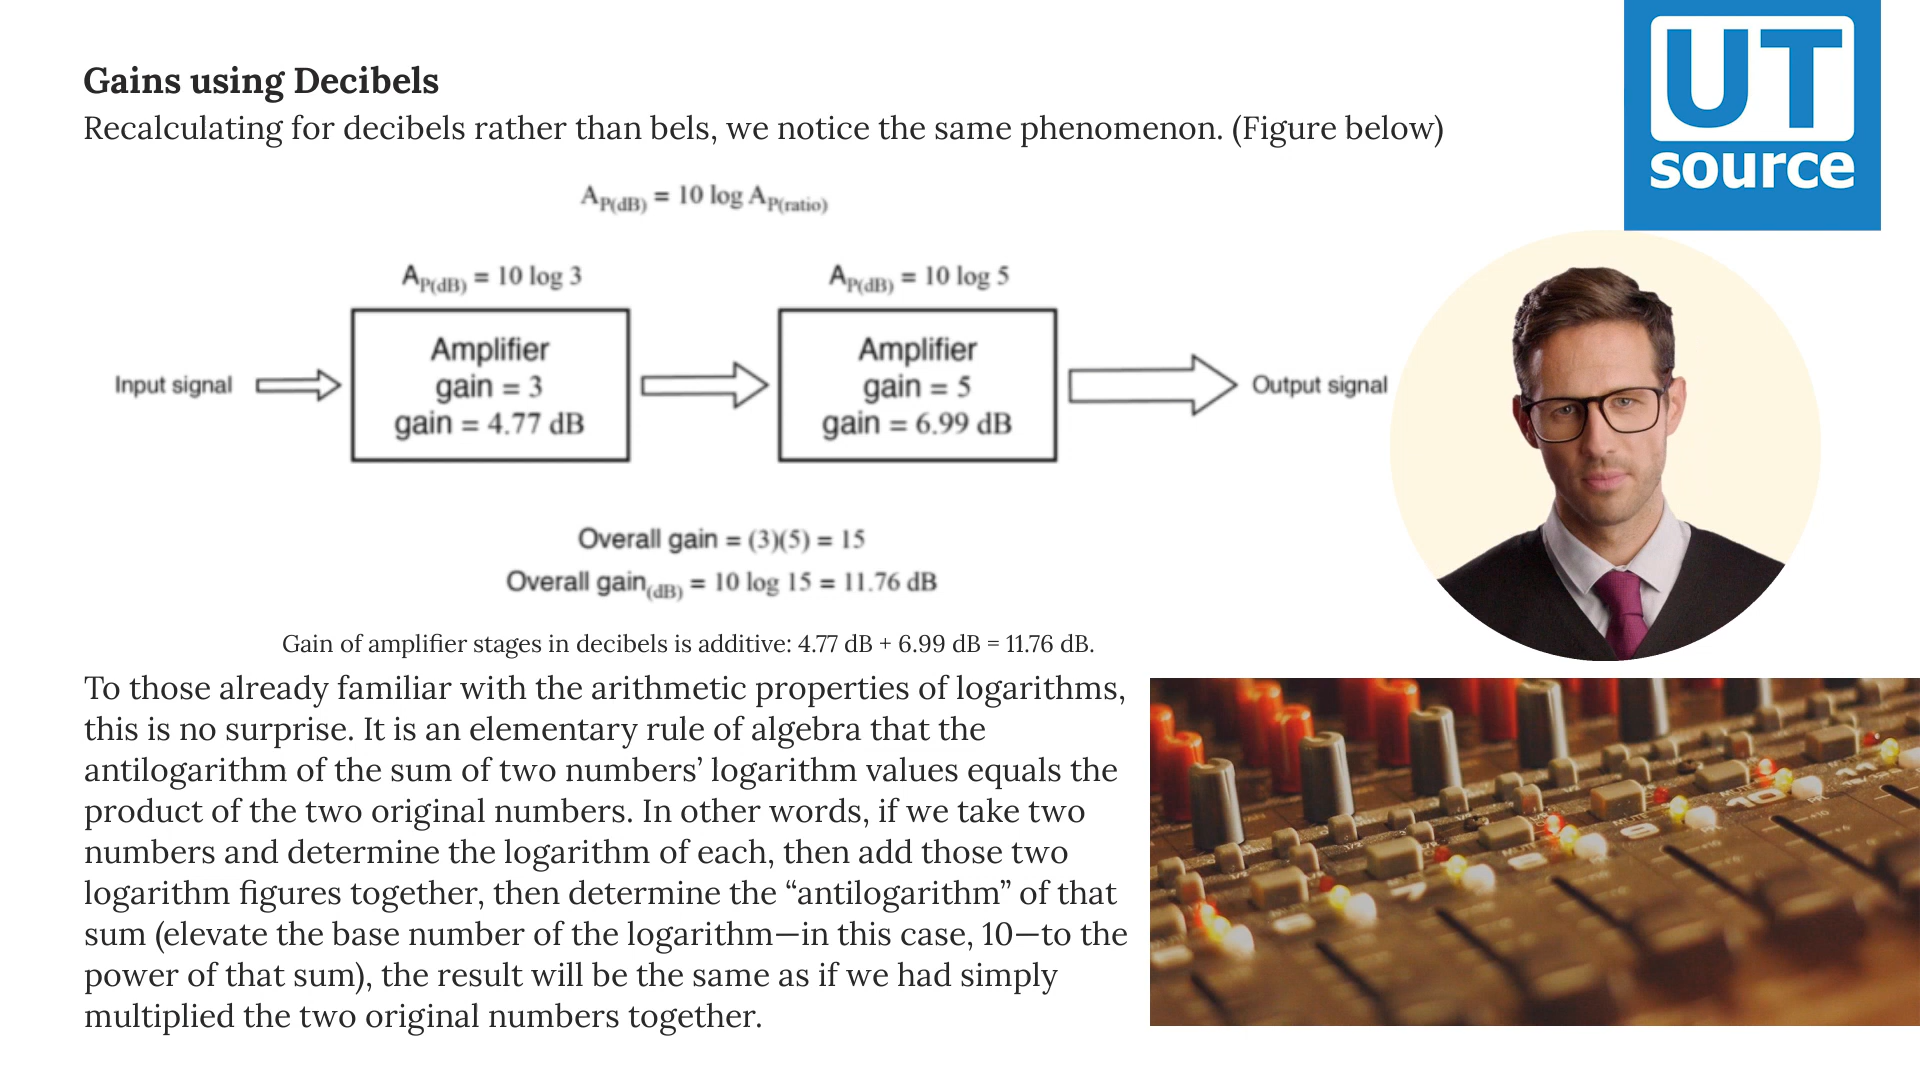 Gains using Decibels
Recalculating for decibels rather than bels, we notice the same phenomenon. (Figure below)
UT
source
A_P(dB) = 10 log A_P(ratio)
A_P(dB) = 10 log 3
A_P(dB) = 10 log 5
Input signal
Amplifier
gain = 3
gain = 4.77 dB
Amplifier
gain = 5
gain = 6.99 dB
Output signal
Overall gain = (3)(5) = 15
Overall gain_(dB) = 10 log 15 = 11.76 dB
Gain of amplifier stages in decibels is additive: 4.77 dB + 6.99 dB = 11.76 dB.
To those already familiar with the arithmetic properties of logarithms,
this is no surprise. It is an elementary rule of algebra that the
antilogarithm of the sum of two numbers’ logarithm values equals the
product of the two original numbers. In other words, if we take two
numbers and determine the logarithm of each, then add those two
logarithm figures together, then determine the “antilogarithm” of that
sum (elevate the base number of the logarithm—in this case, 10—to the
power of that sum), the result will be the same as if we had simply
multiplied the two original numbers together.
7
9
10
11